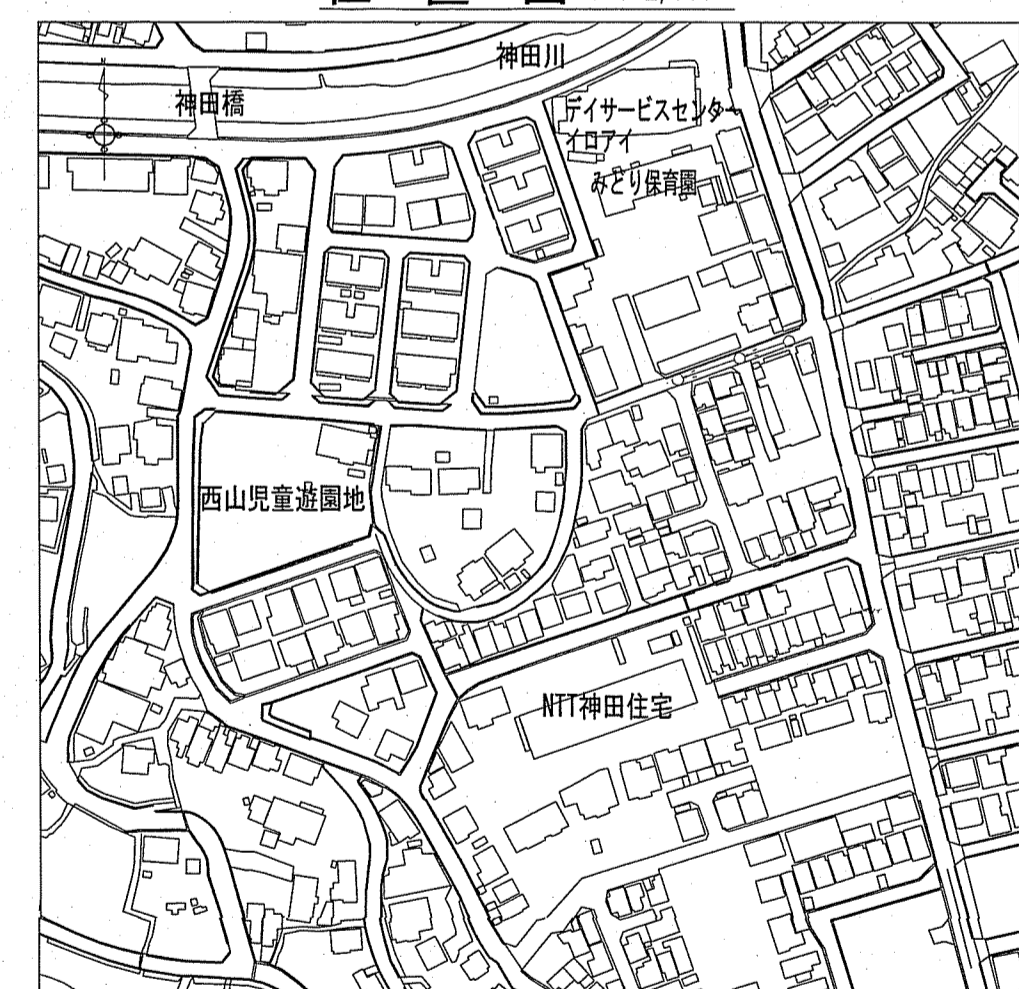 神田川
神田橋
デイサービスセンター
イロアイ
みどり保育園
西山児童遊園地
NTT神田住宅